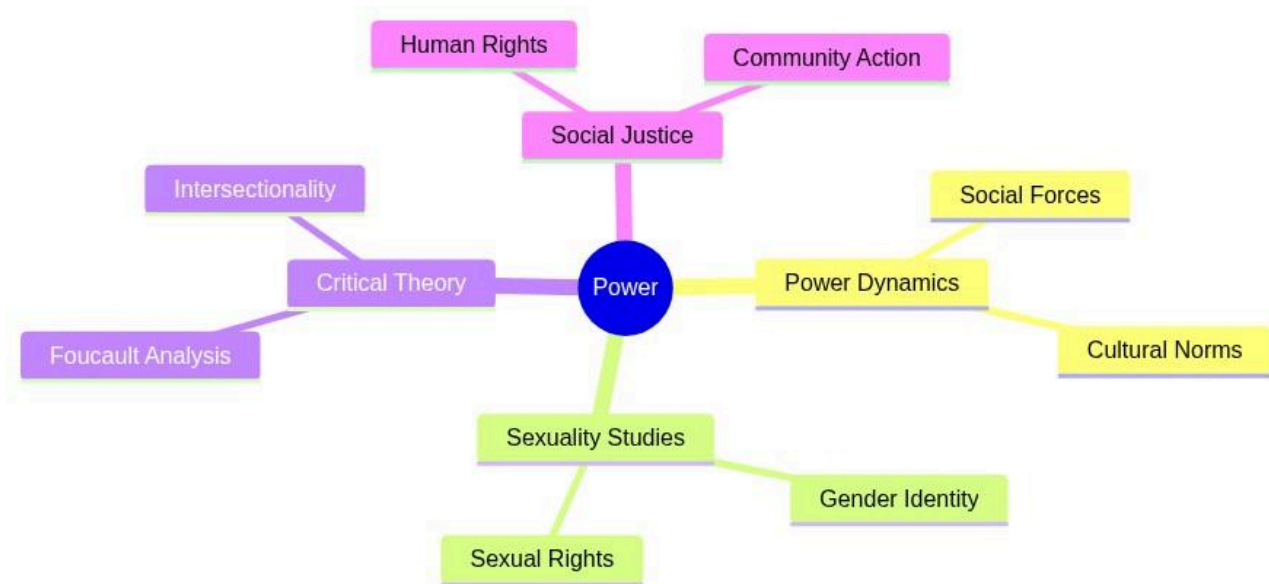 Human Rights
Community Action
Social Justice
Intersectionality
Social Forces
Critical Theory
Power
Power Dynamics
Foucault Analysis
Cultural Norms
Sexuality Studies
Gender Identity
Sexual Rights